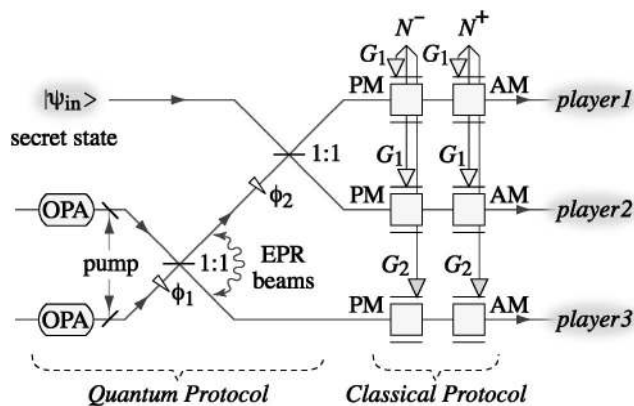 N⁻ N⁺
G₁ G₁
|ψin> PM AM player1
secret state
1:1 G₁ G₁
OPA ϕ₂ PM AM player2
pump 1:1 EPR
beams G₂ G₂
ϕ₁
OPA PM AM player3
Quantum Protocol Classical Protocol